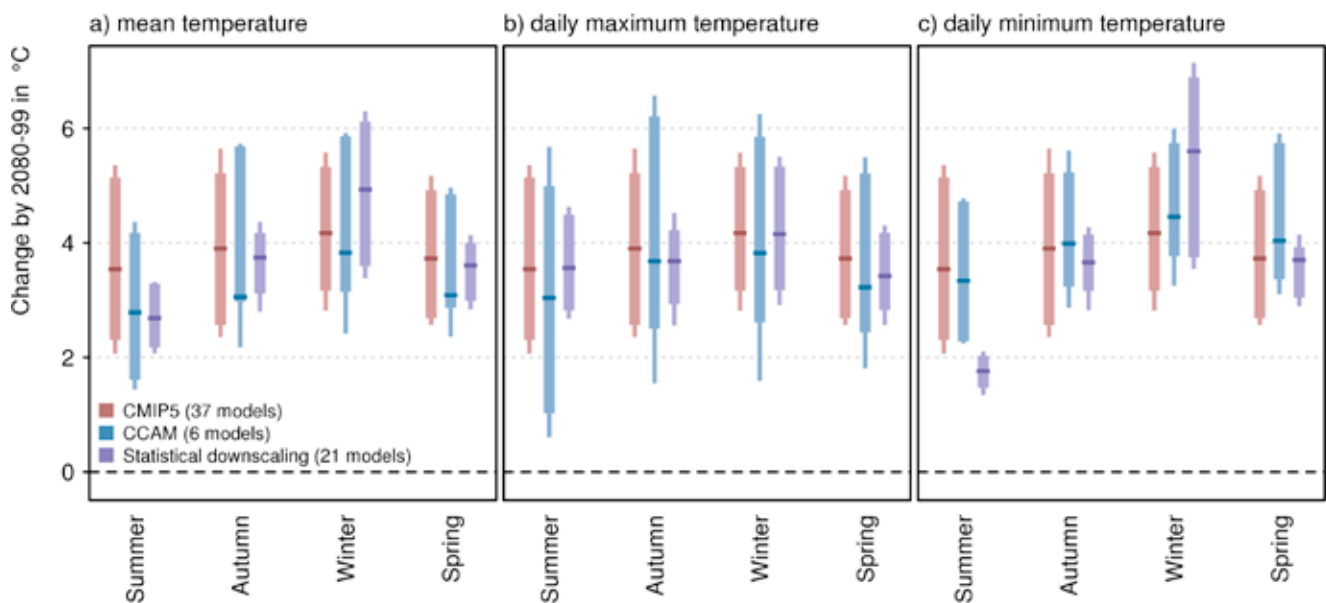 a) mean temperature
b) daily maximum temperature
c) daily minimum temperature
Change by 2080-99 in °C
6
4
2
0
CMIP5 (37 models)
CCAM (6 models)
Statistical downscaling (21 models)
Summer
Autumn
Winter
Spring
Summer
Autumn
Winter
Spring
Summer
Autumn
Winter
Spring